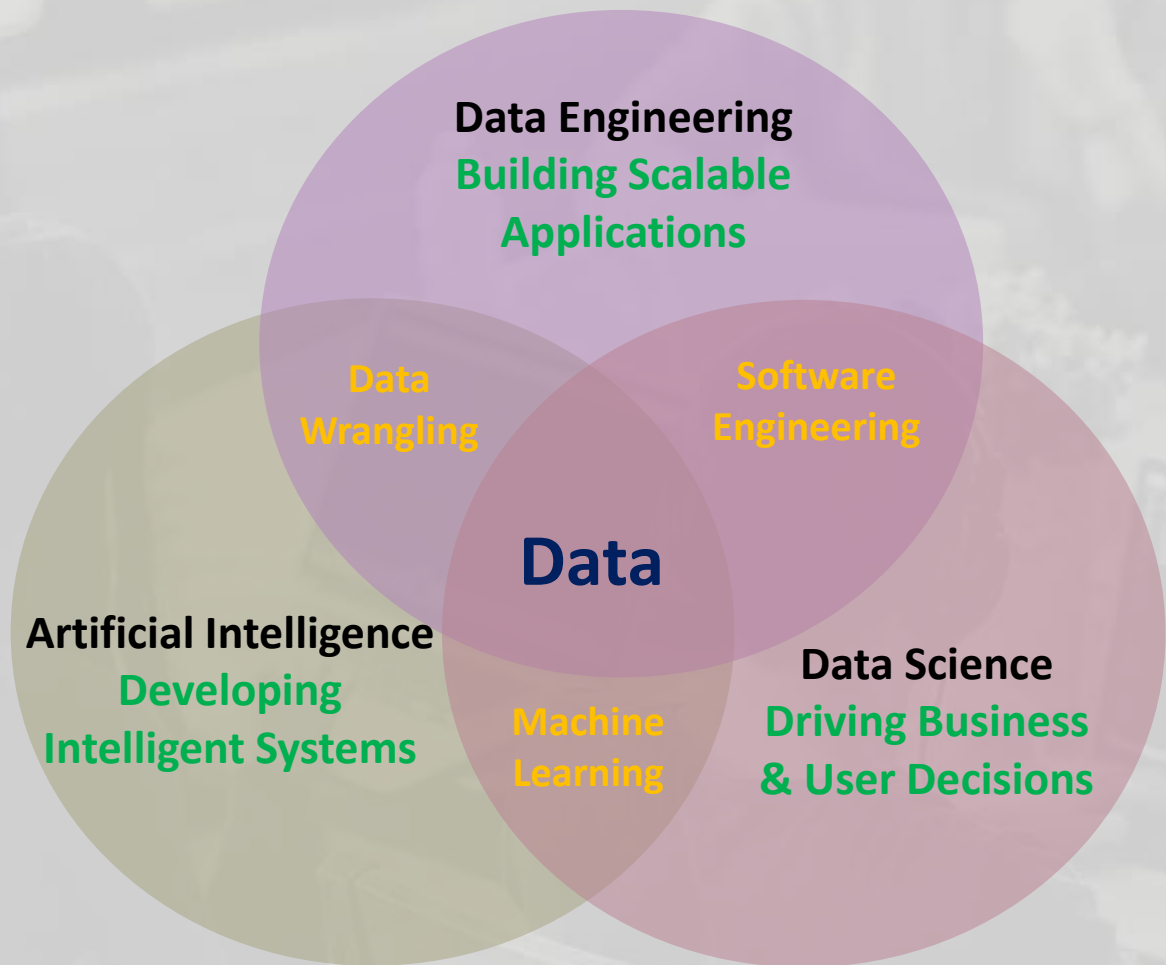 Data Engineering
Building Scalable
Applications
Data
Wrangling
Software
Engineering
Data
Artificial Intelligence
Developing
Intelligent Systems
Machine
Learning
Data Science
Driving Business
& User Decisions